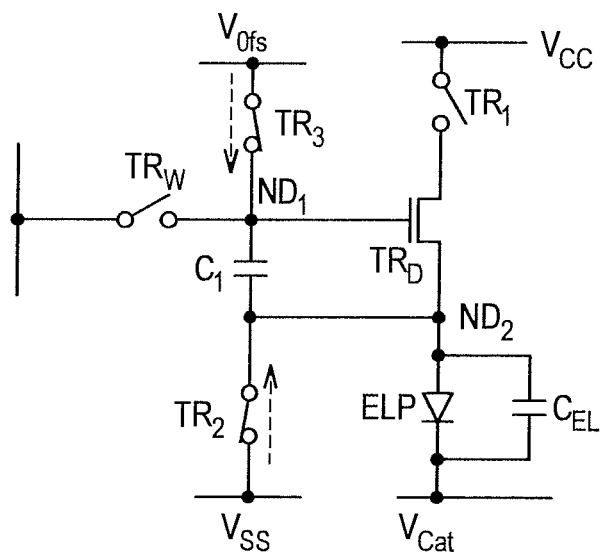 V0fs
VCC
TR1
TR3
TRW
ND1
C1
TRD
ND2
TR2
ELP
CEL
VSS
VCat